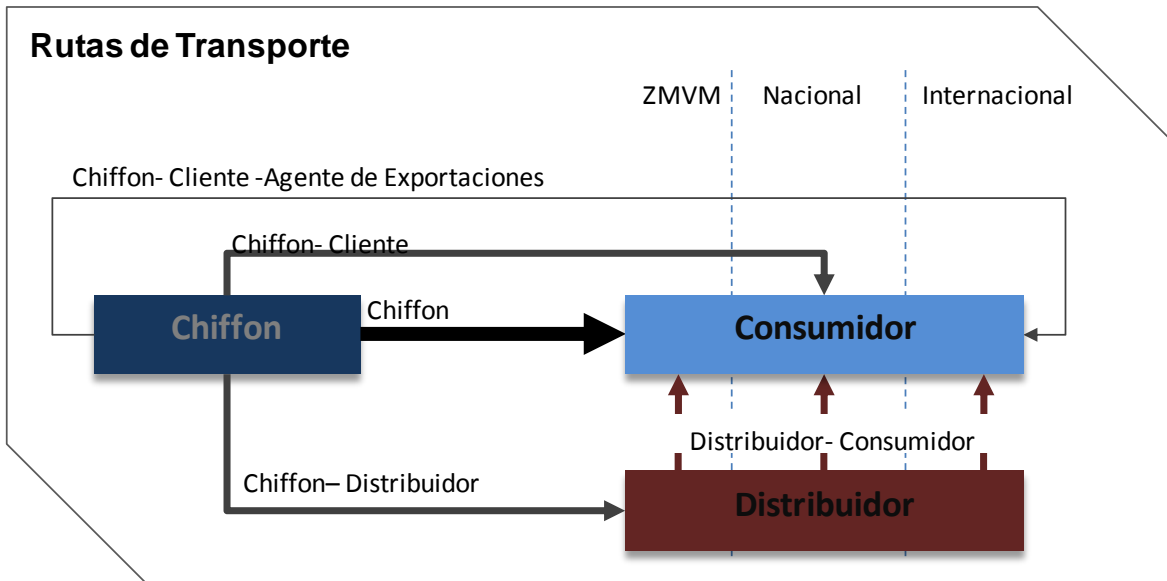 Rutas de Transporte
ZMVM
Nacional
Internacional
Chiffon- Cliente -Agente de Exportaciones
Chiffon- Cliente
Chiffon
Chiffon
Consumidor
Distribuidor- Consumidor
Chiffon– Distribuidor
Distribuidor